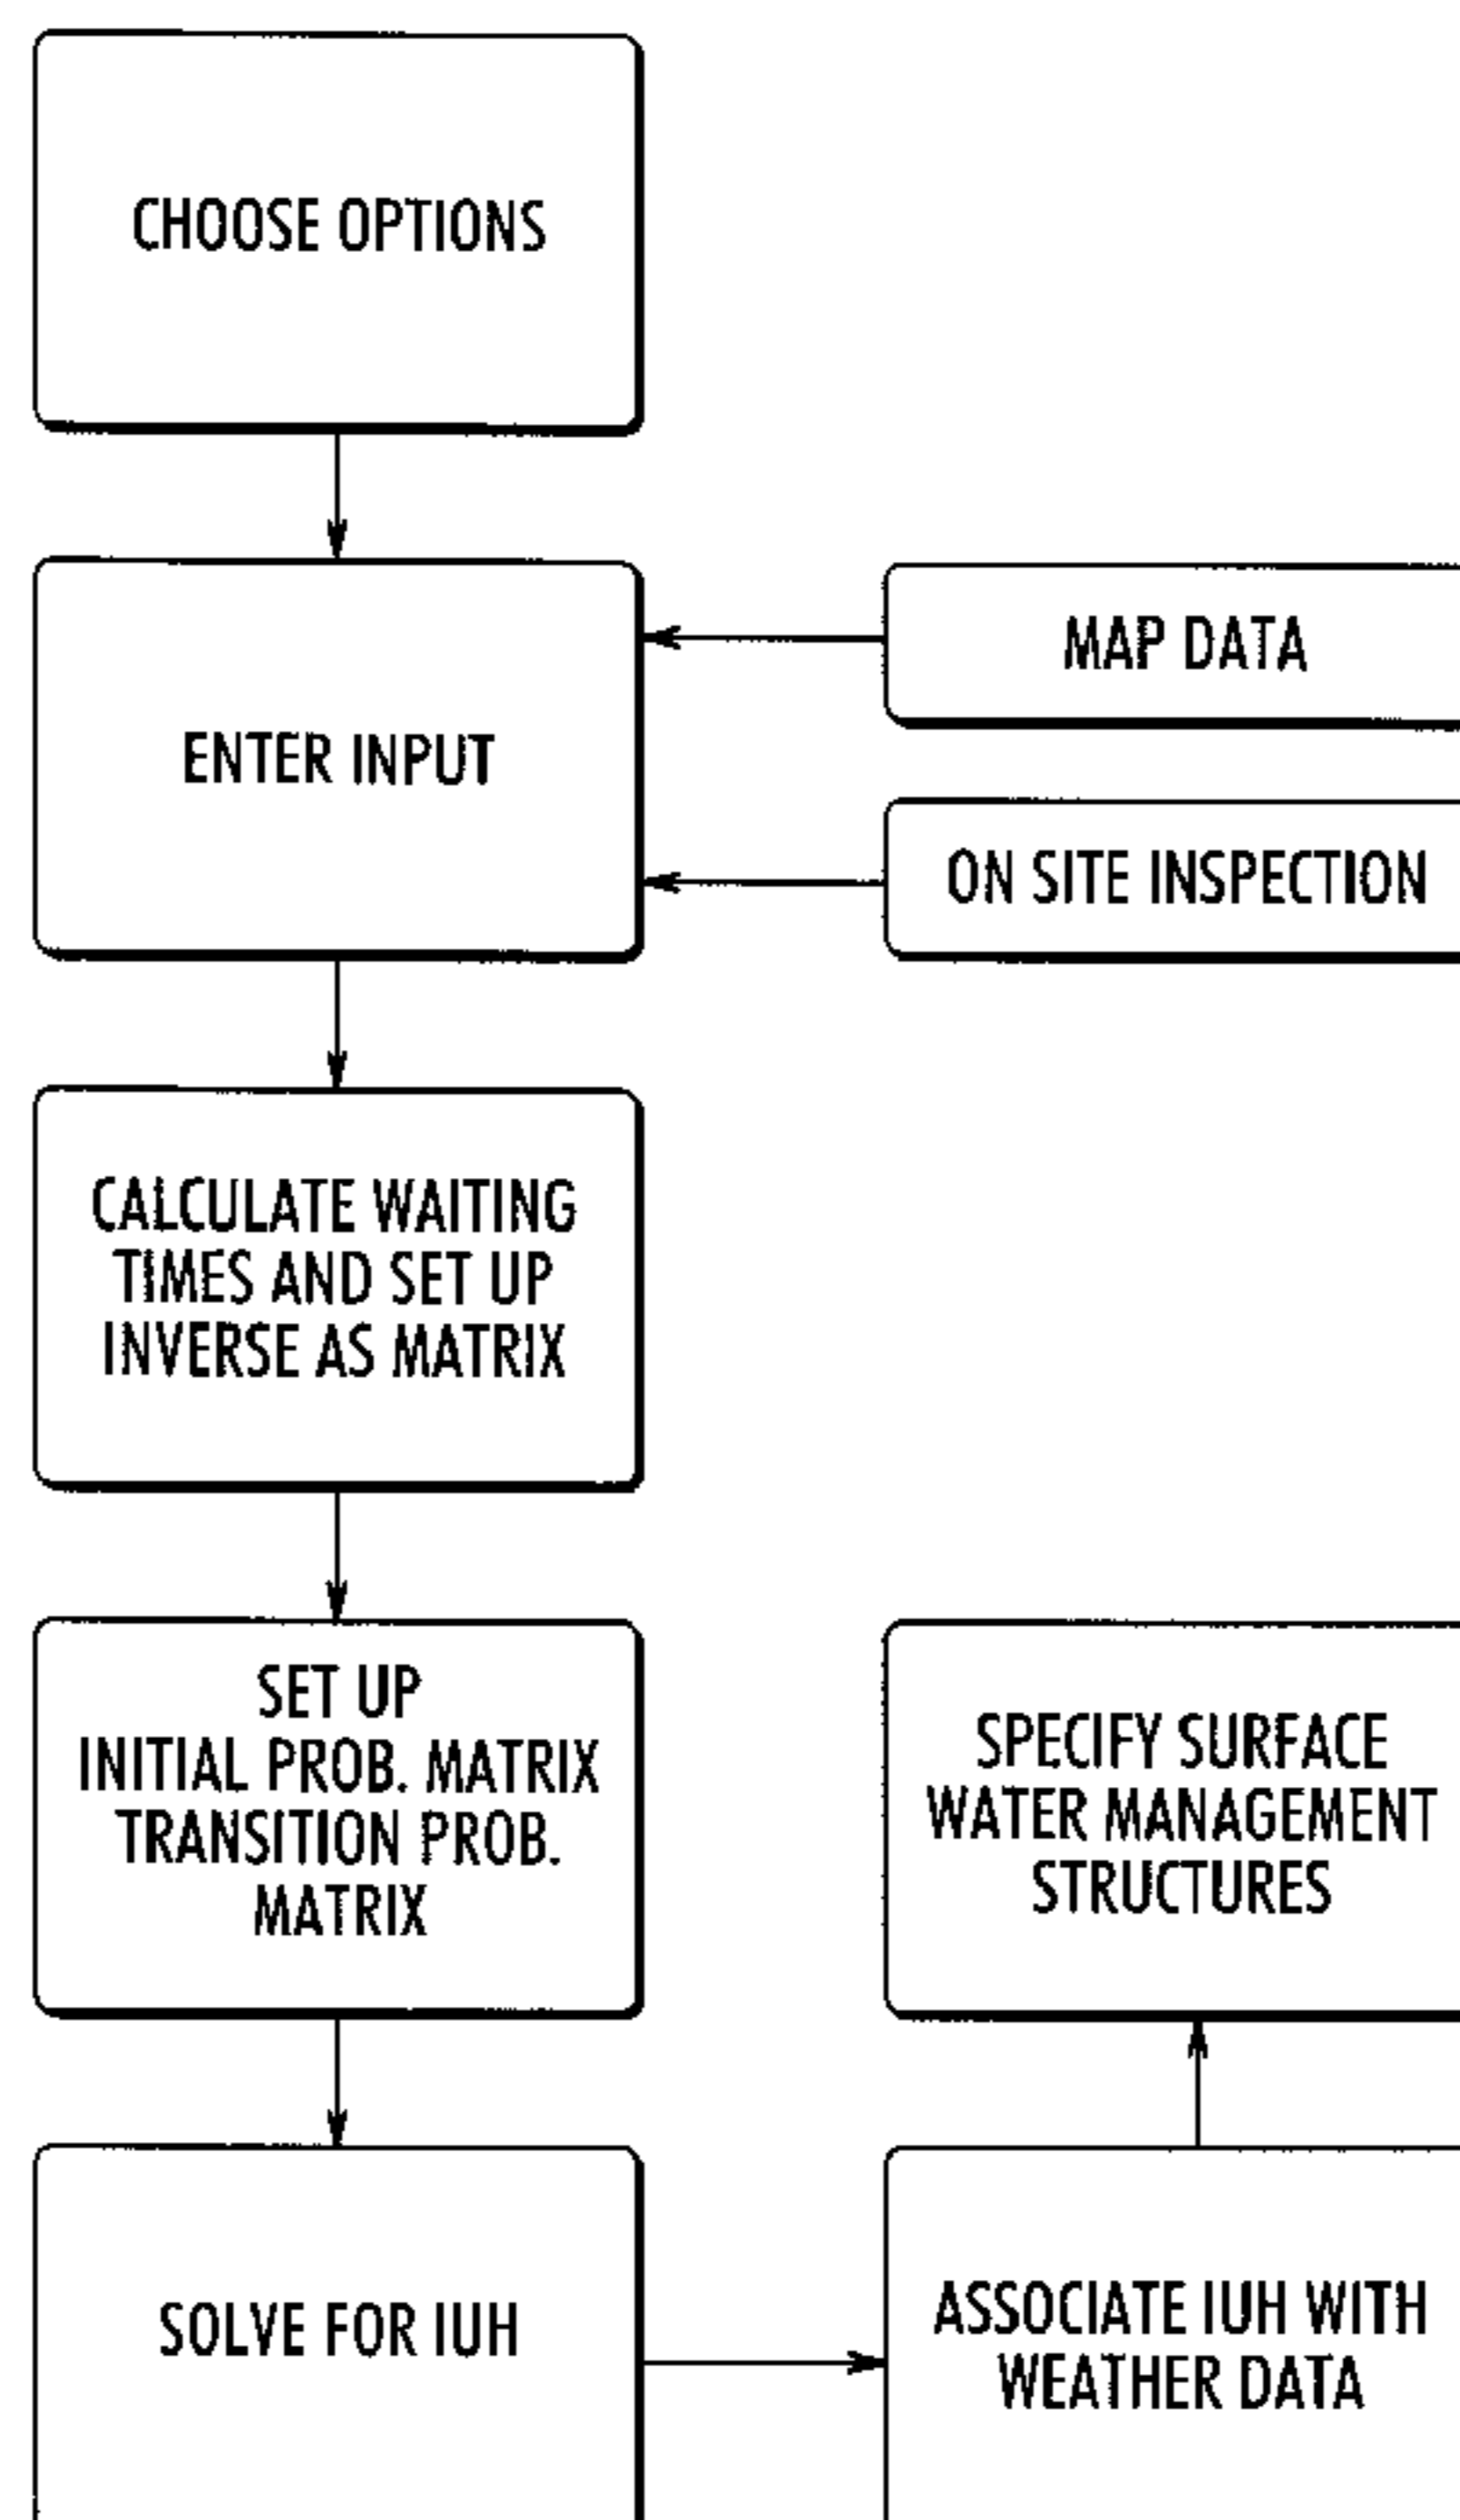 CHOOSE OPTIONS
ENTER INPUT
MAP DATA
ON SITE INSPECTION
CALCULATE WAITING
TIMES AND SET UP
INVERSE AS MATRIX
SET UP
INITIAL PROB. MATRIX
TRANSITION PROB.
MATRIX
SPECIFY SURFACE
WATER MANAGEMENT
STRUCTURES
SOLVE FOR IUH
ASSOCIATE IUH WITH
WEATHER DATA